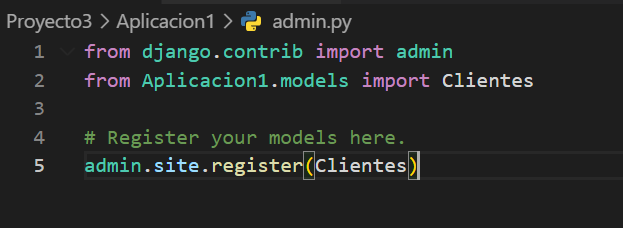 Proyecto3 > Aplicacion1 > admin.py
1 from django.contrib import admin
2 from Aplicacion1.models import Clientes
3
4 # Register your models here.
5 admin.site.register(Clientes)